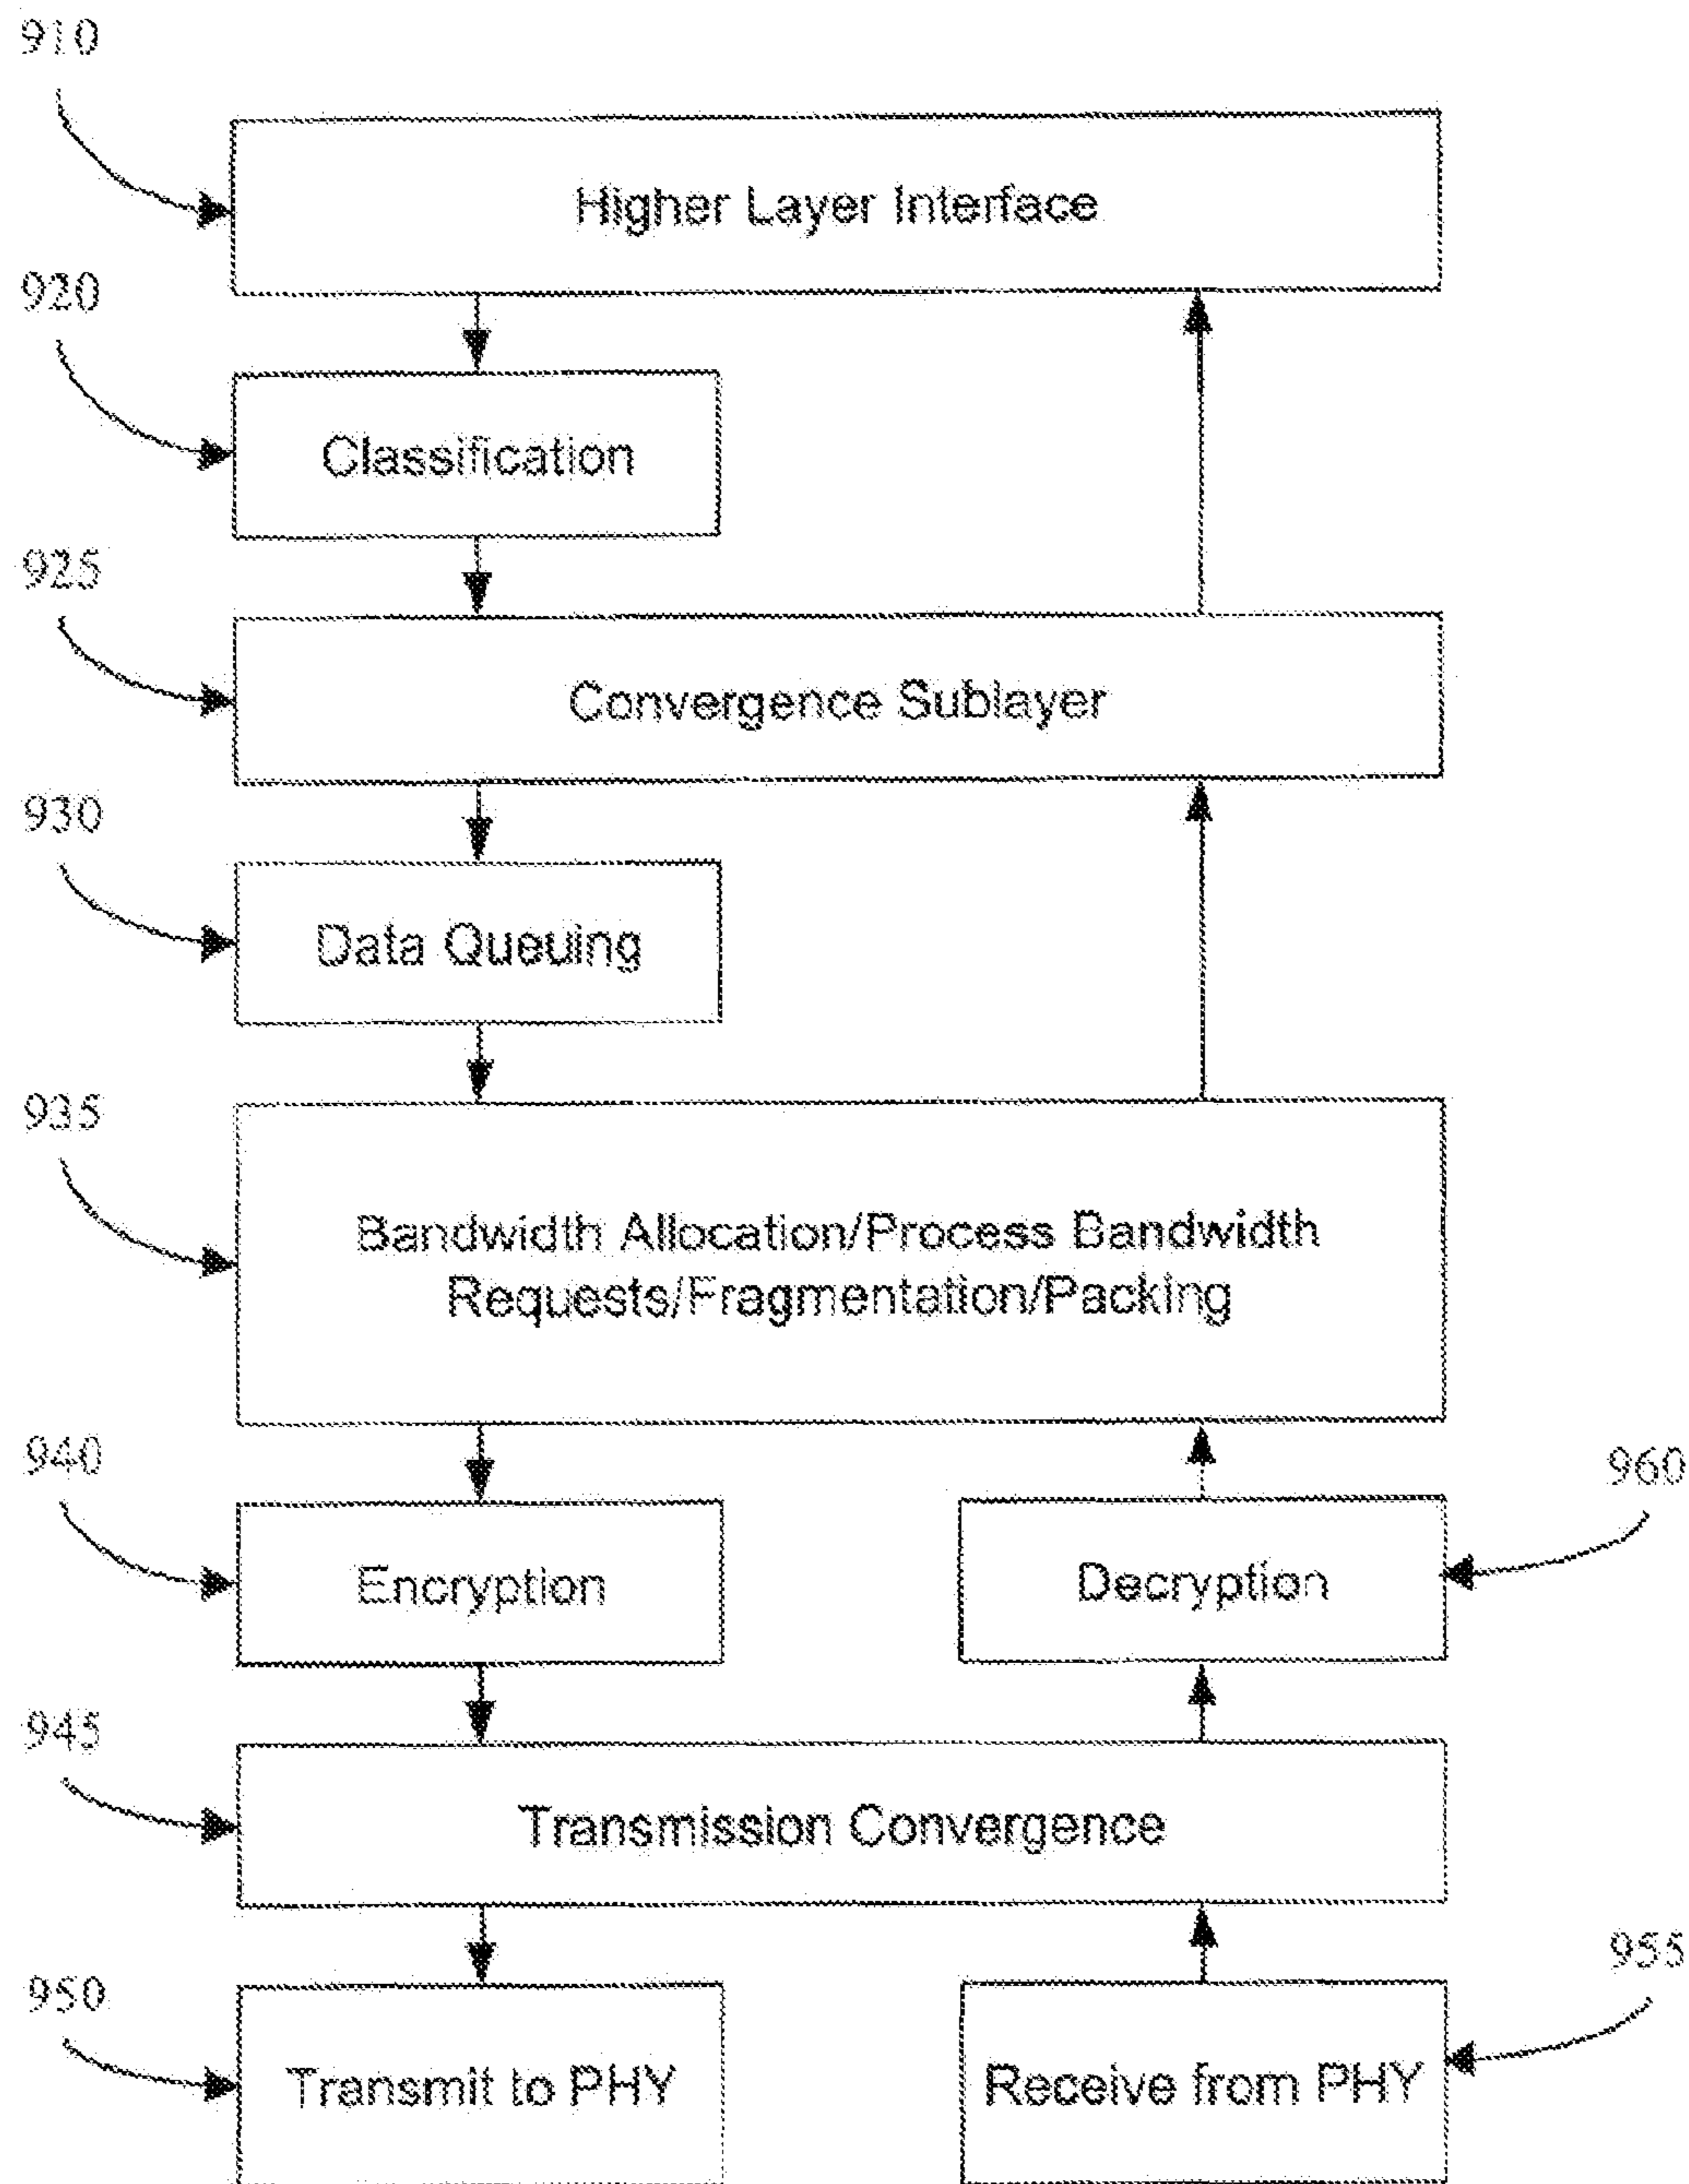 910
Higher Layer Interface
920
Classification
925
Convergence Sublayer
930
Data Queuing
935
Bandwidth Allocation/Process Bandwidth
Requests/Fragmentation/Packing
940
960
Encryption
Decryption
945
Transmission Convergence
955
950
Transmit to PHY
Receive from PHY